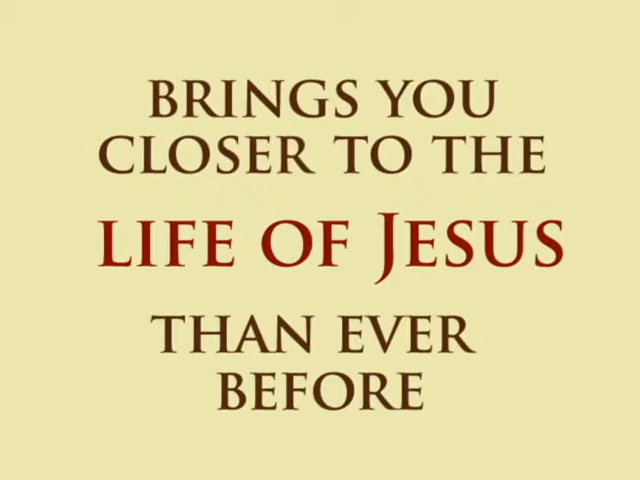 BRINGS YOU
CLOSER TO THE
LIFE OF JESUS
THAN EVER
BEFORE